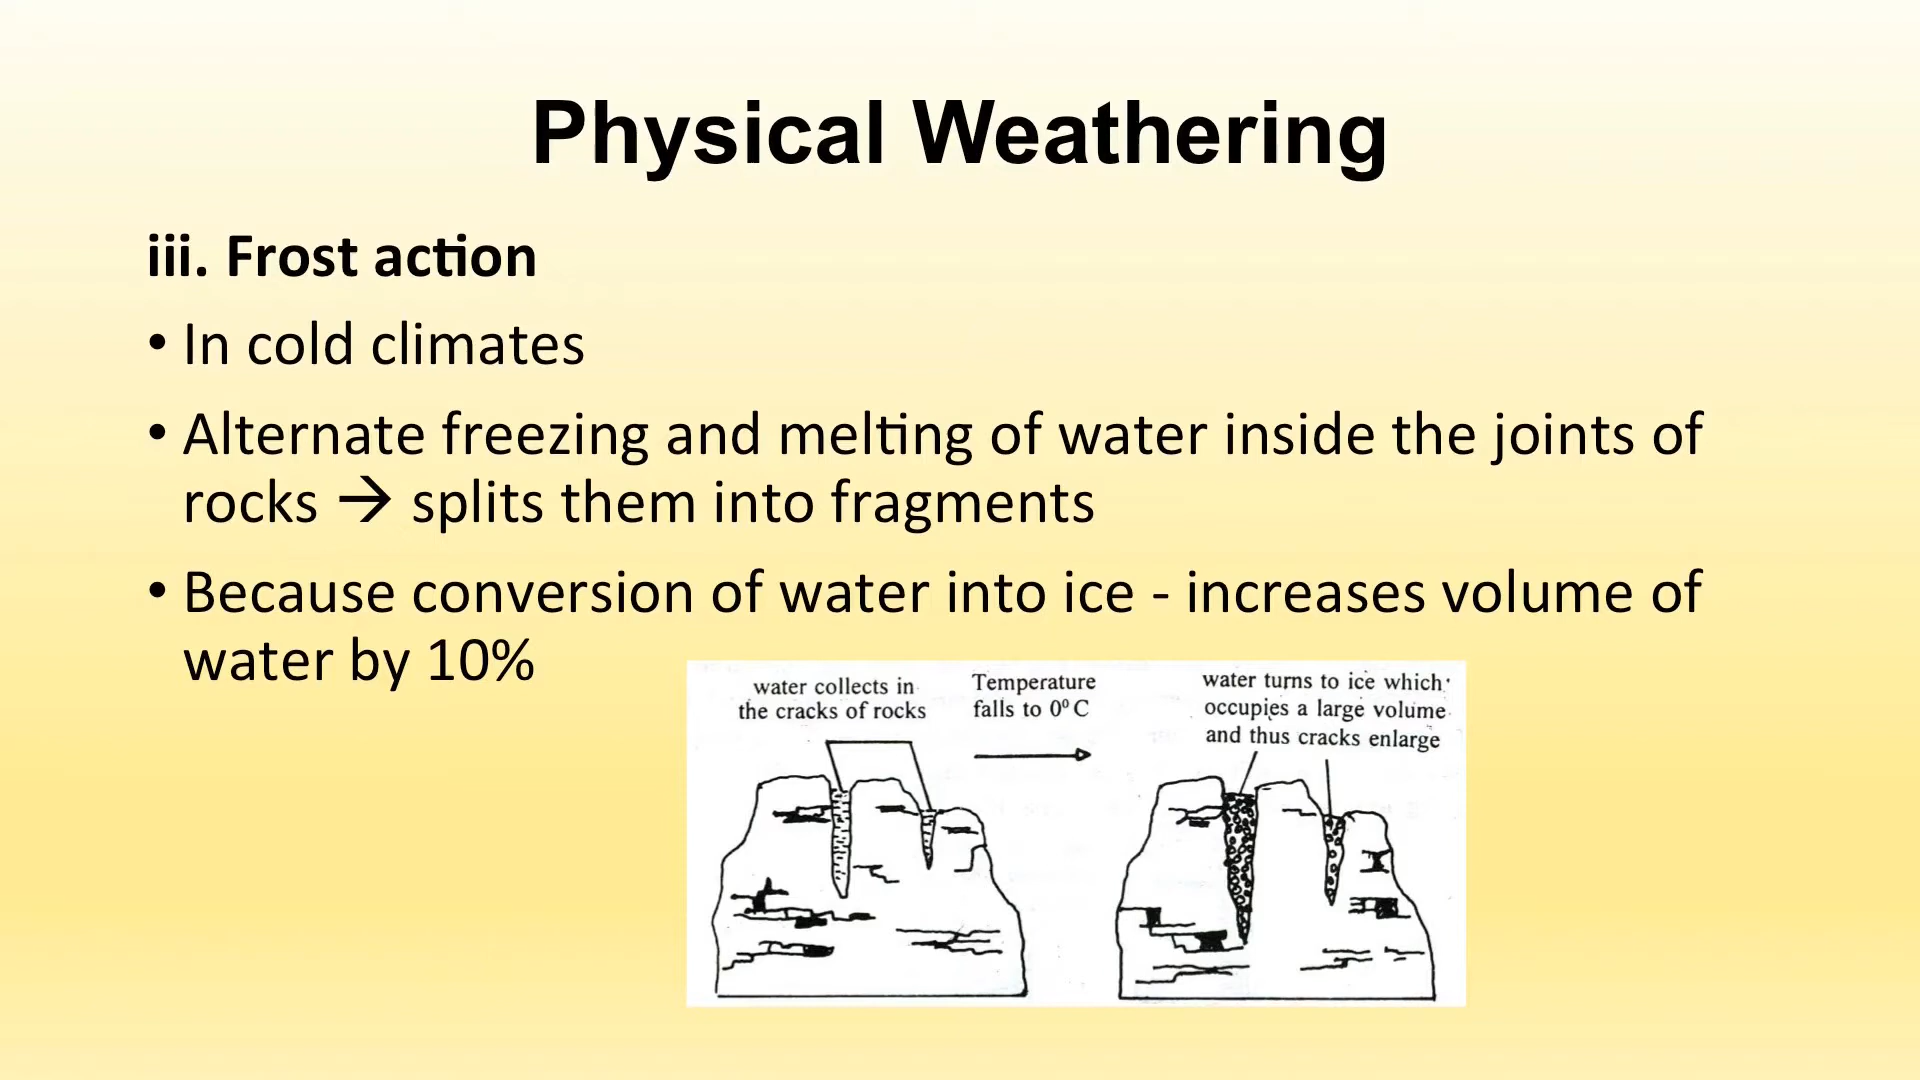 Physical Weathering
iii. Frost action
• In cold climates
• Alternate freezing and melting of water inside the joints of
rocks → splits them into fragments
• Because conversion of water into ice - increases volume of
water by 10%
water collects in
the cracks of rocks
Temperature
falls to 0⁰ C
water turns to ice which
occupies a large volume
and thus cracks enlarge